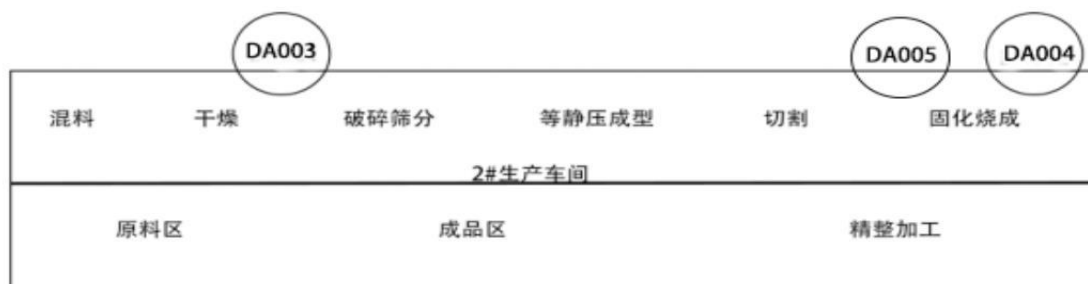 DA003 DA005 DA004
混料 干燥 破碎筛分 等静压成型 切割 固化烧成
2#生产车间
原料区 成品区 精整加工